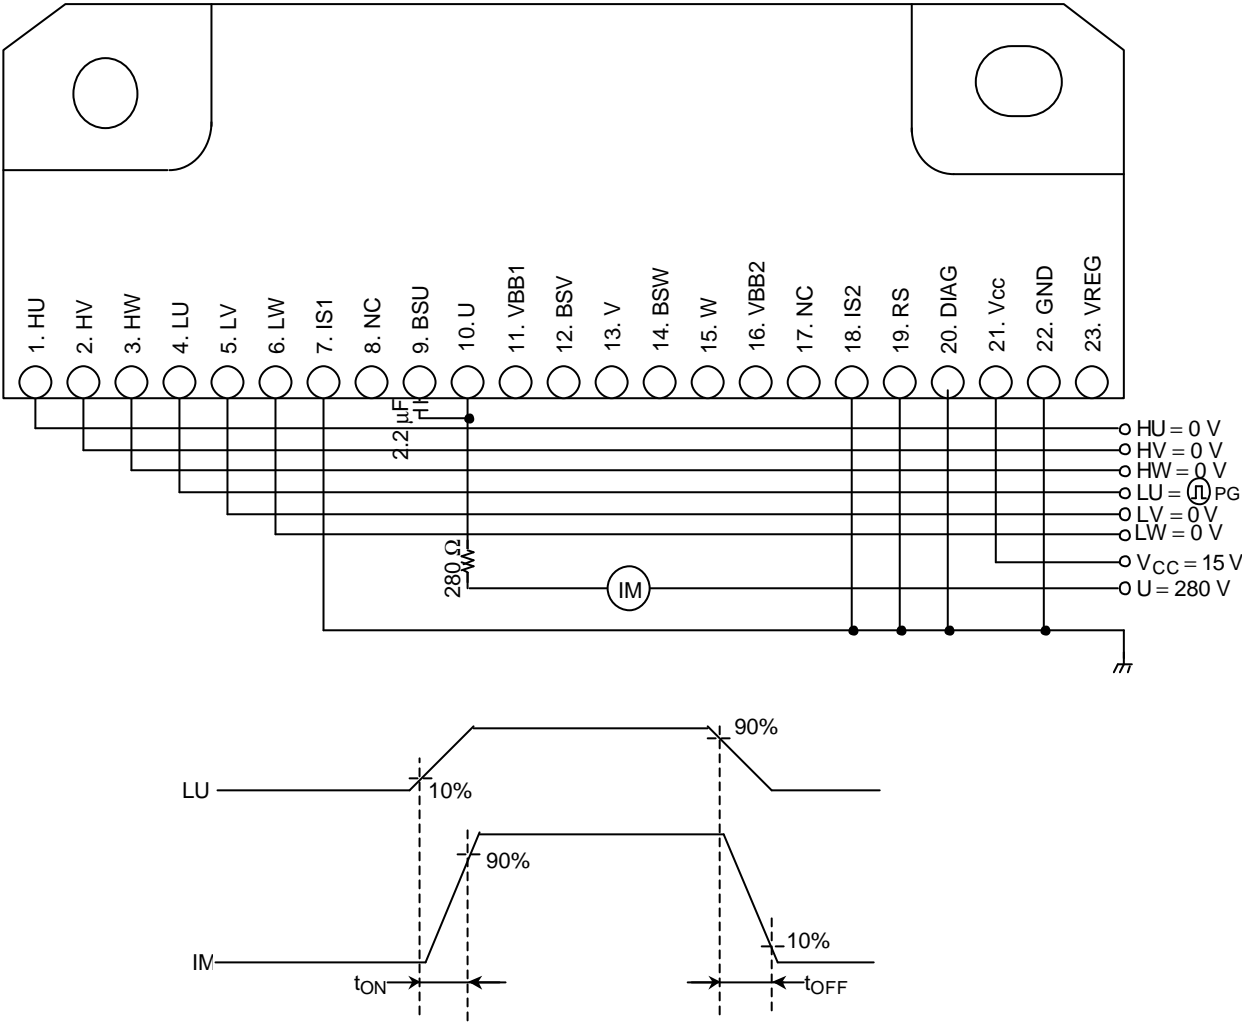 1. HU
2. HV
3. HW
4. LU
5. LV
6. LW
7. IS1
8. NC
9. BSU
10. U
11. VBB1
12. BSV
13. V
14. BSW
15. W
16. VBB2
17. NC
18. IS2
19. RS
20. DIAG
21. Vcc
22. GND
23. VREG
2.2 μF
HU = 0 V
HV = 0 V
HW = 0 V
LU = PG
LV = 0 V
LW = 0 V
VCC = 15 V
280 Ω
IM
U = 280 V
90%
LU
10%
90%
10%
IM
tON
tOFF